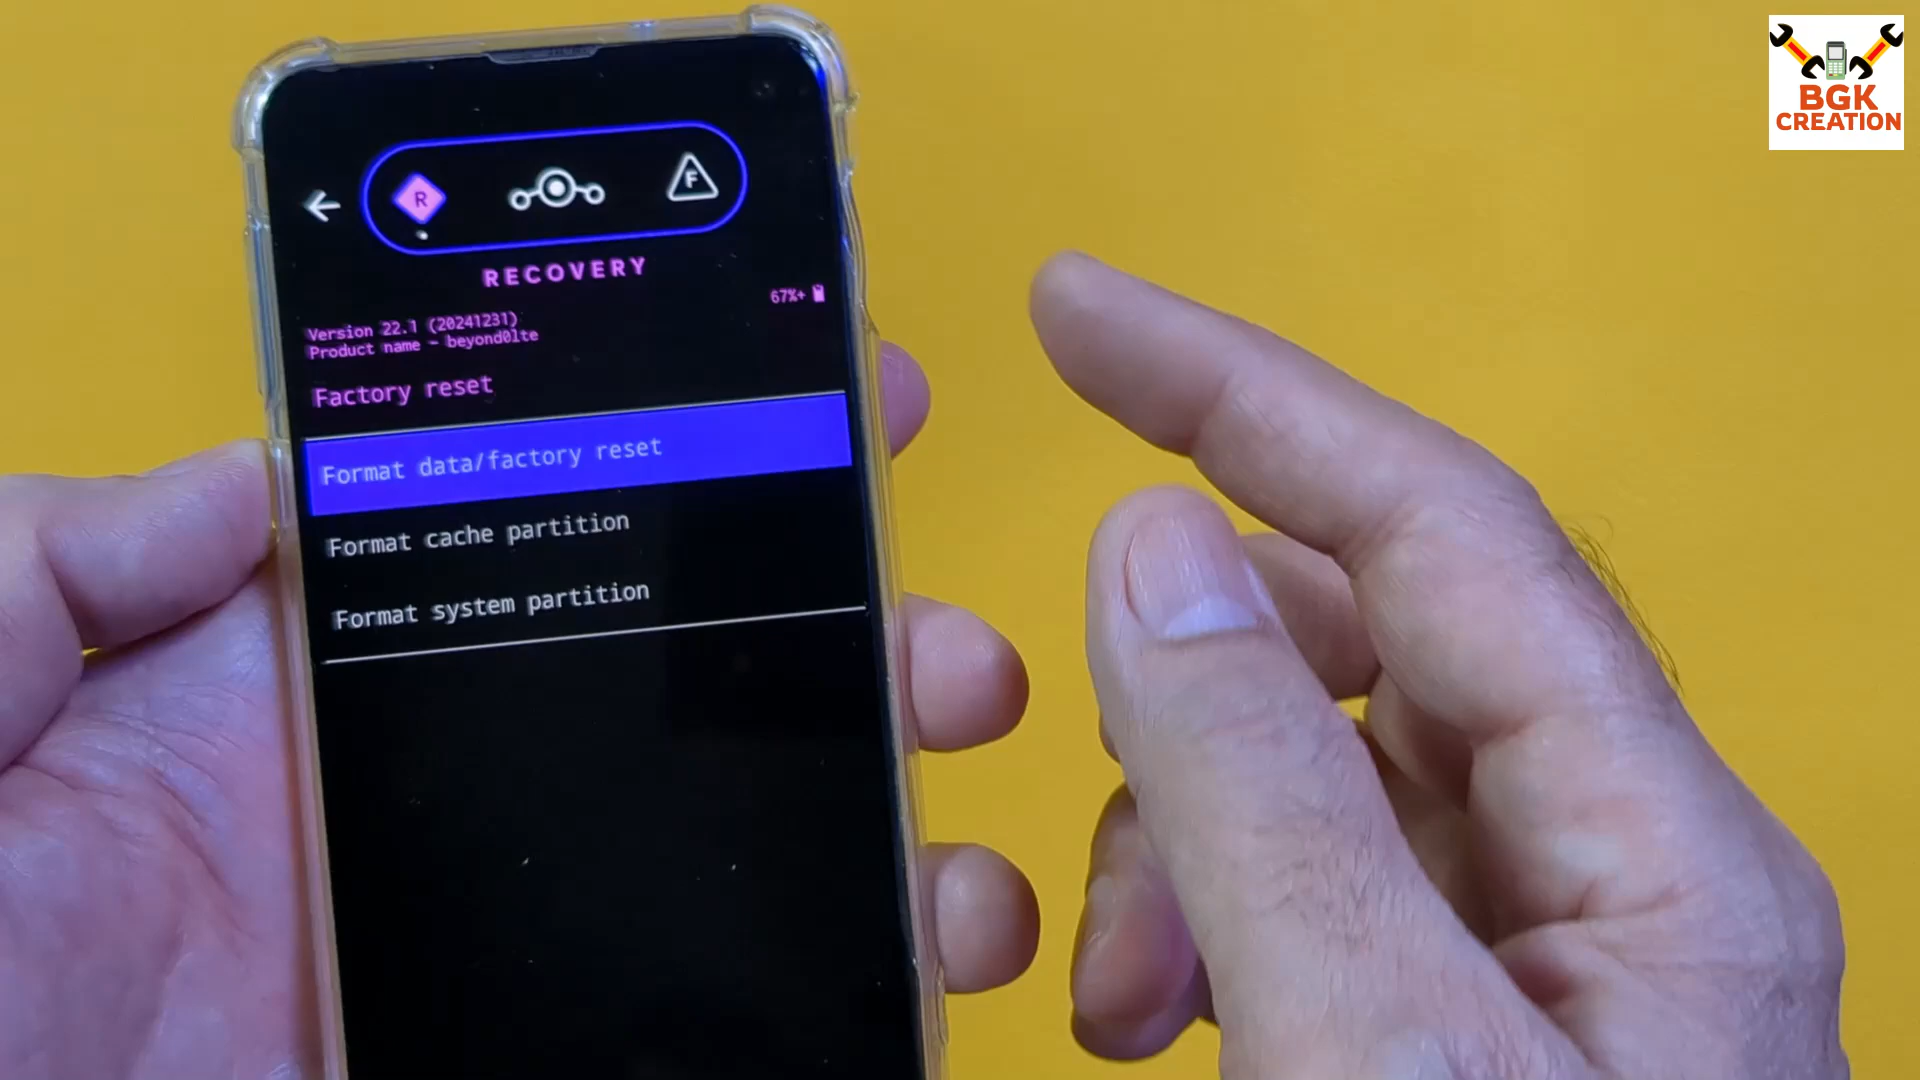 BGK
CREATION
R
F
RECOVERY
67%+
Version 22.1 (20241231)
Product name - beyond0lte
Factory reset
Format data/factory reset
Format cache partition
Format system partition